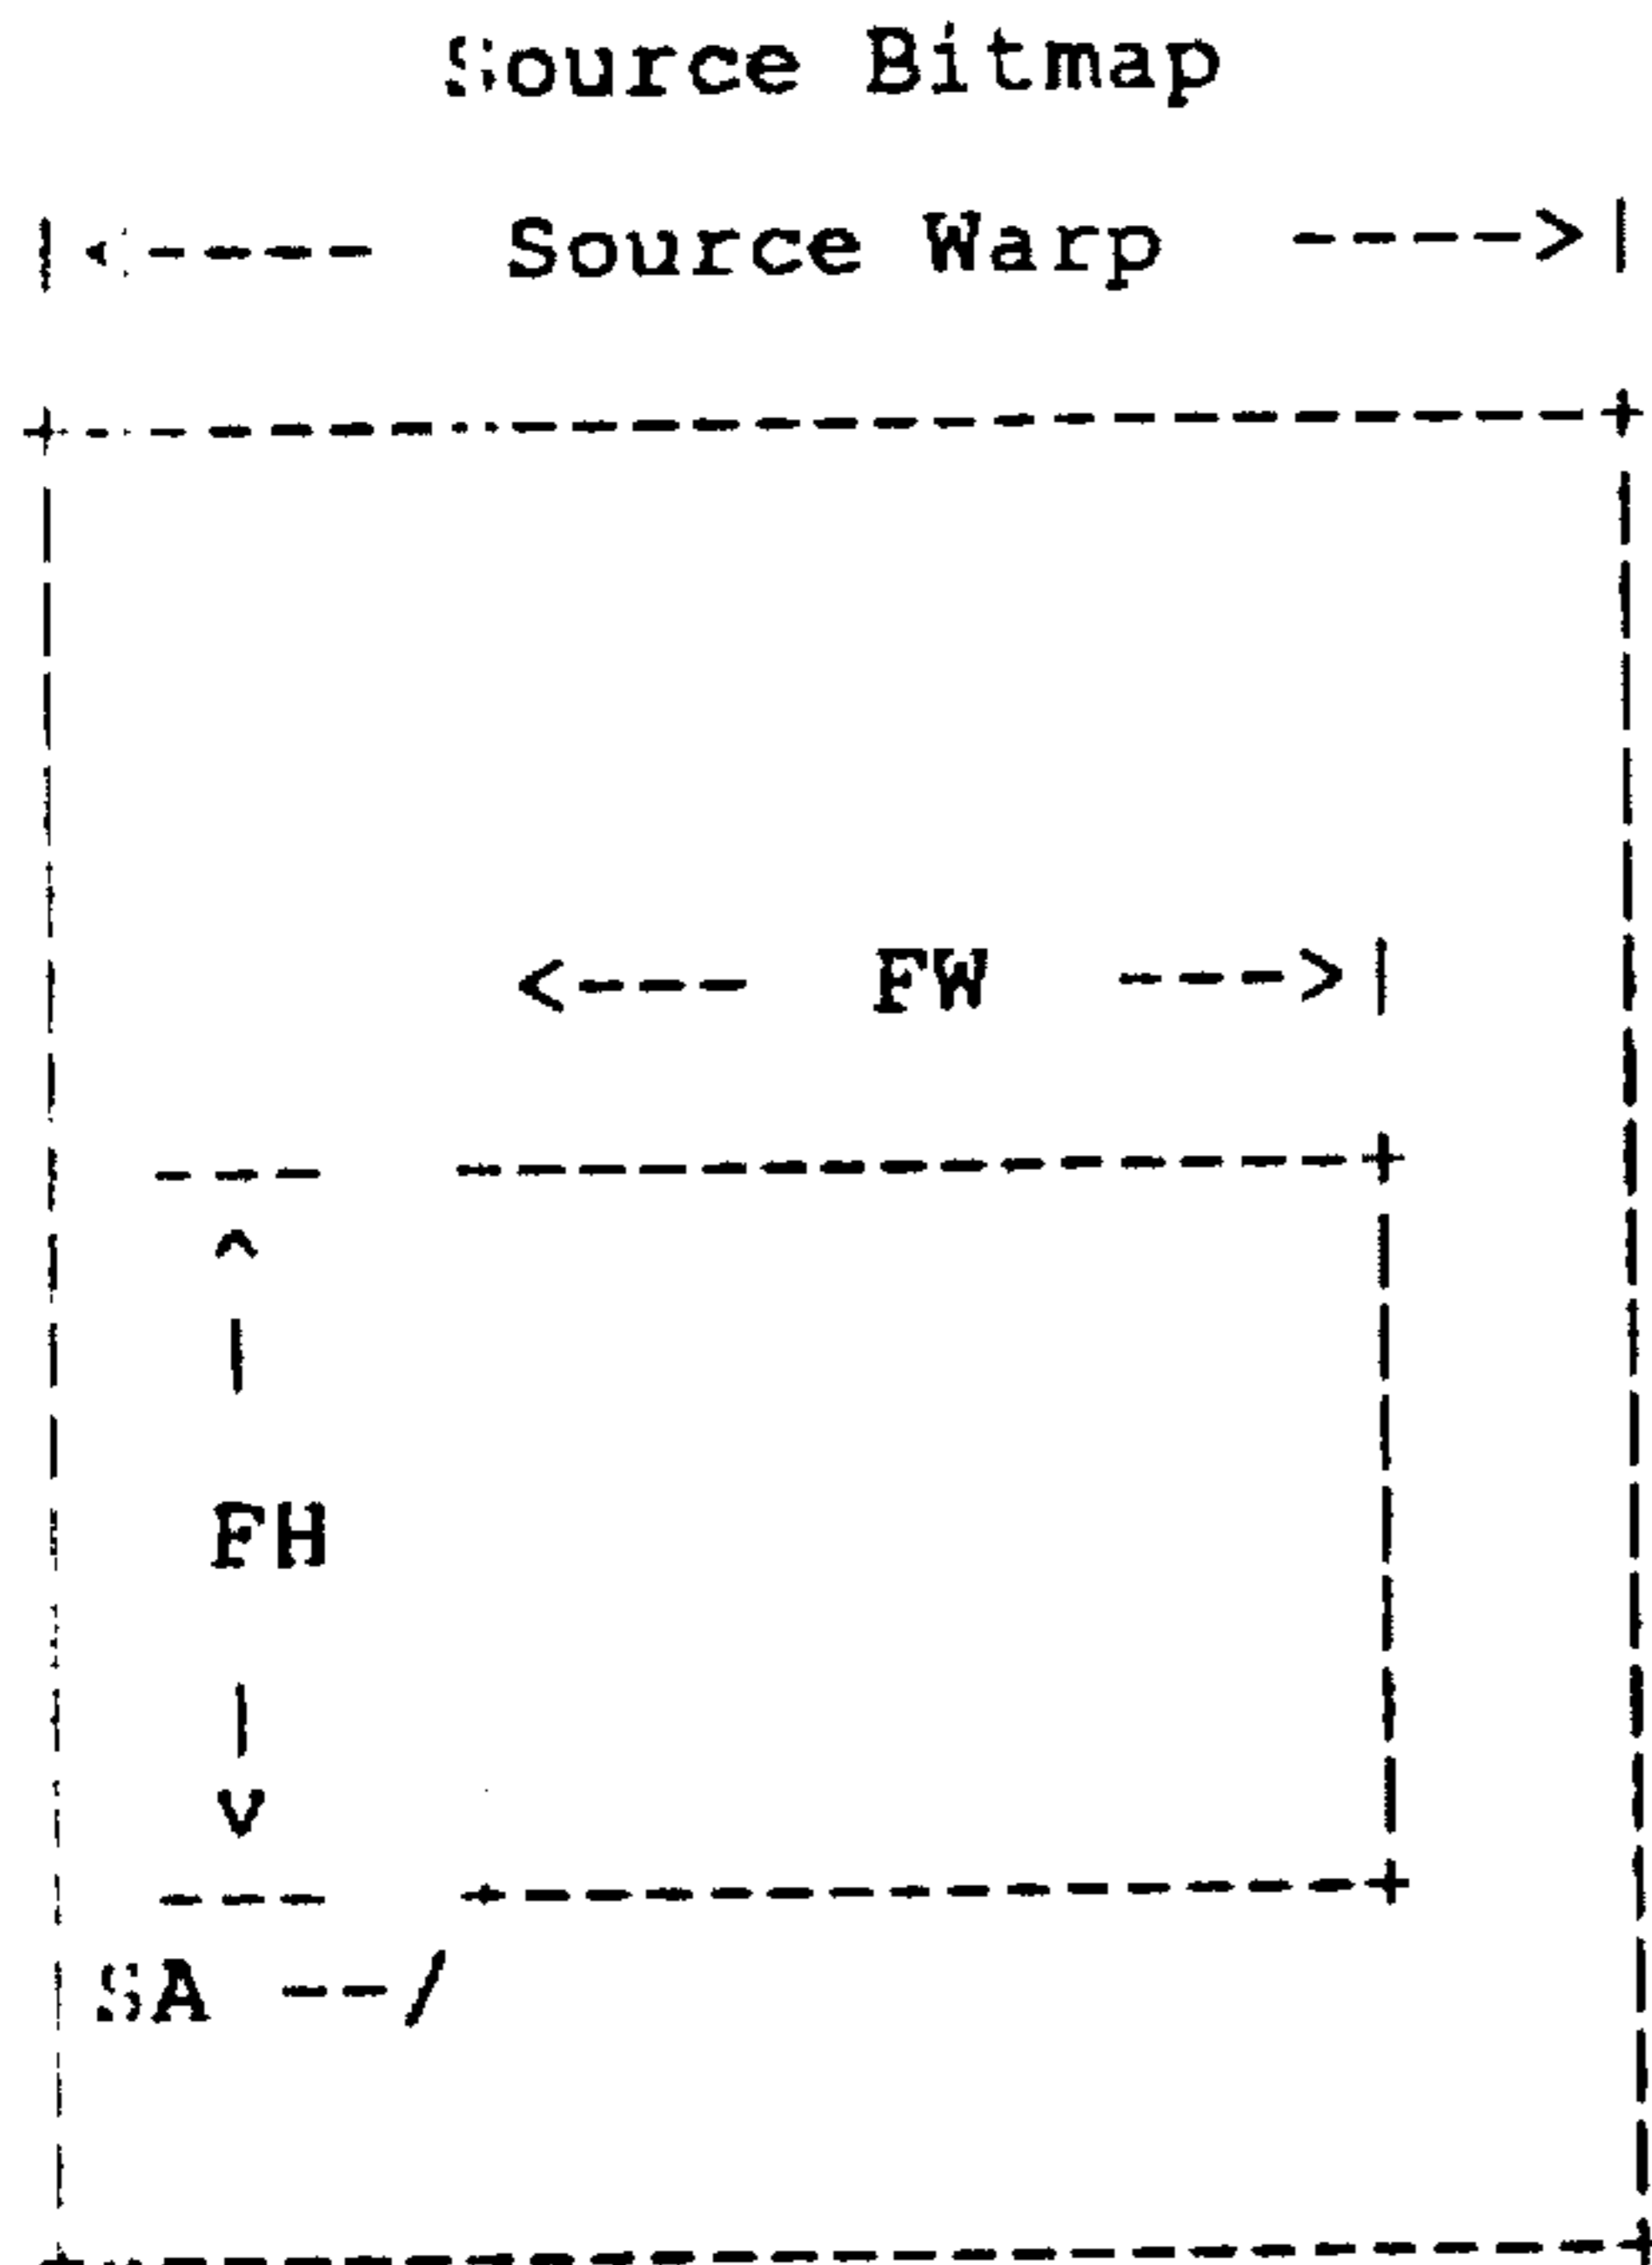 Source Bitmap
|<---- Source Warp ---->|
<--- FW --->|
FH
SA --/